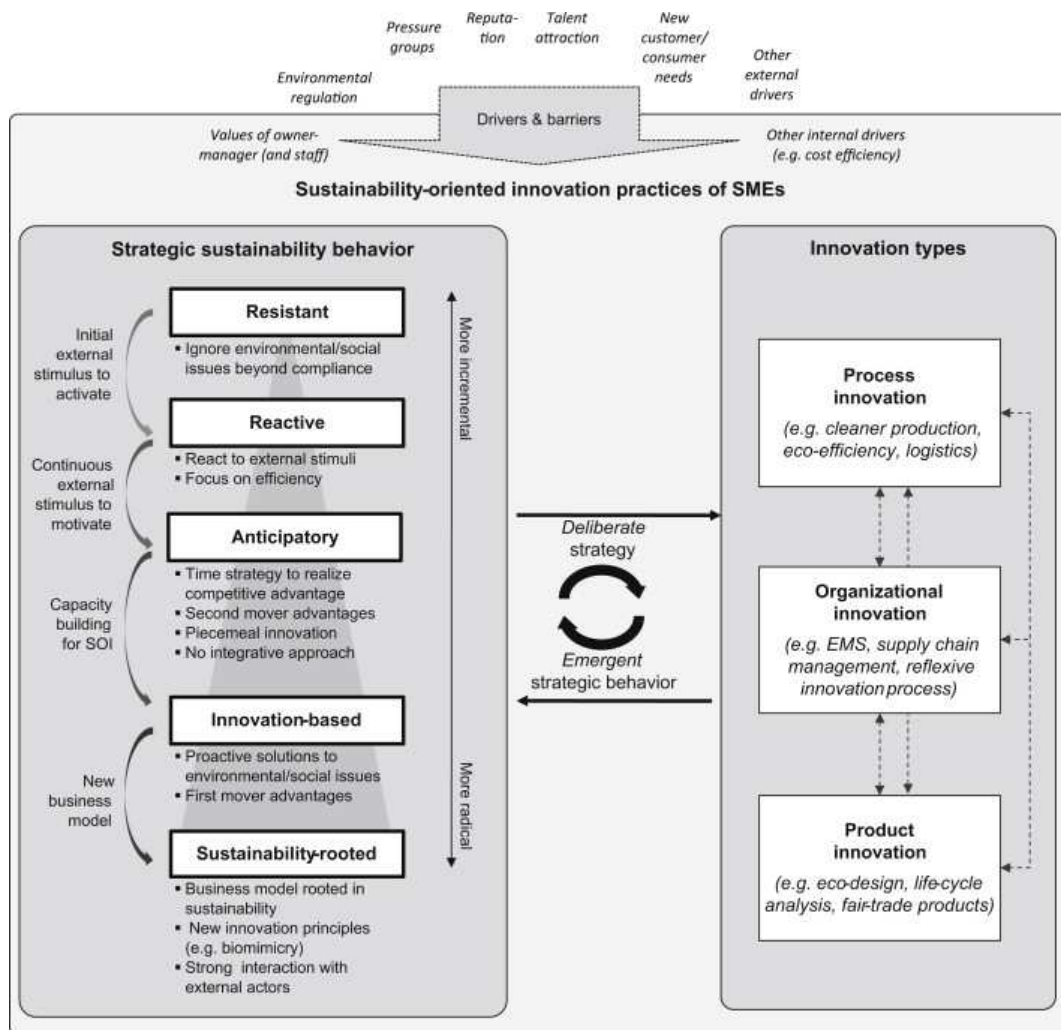 Pressure
groups
Reputa-
tion
Talent
attraction
New
customer/
consumer
needs
Other
external
drivers
Environmental
regulation
Drivers & barriers
Values of owner-
manager (and staff)
Other internal drivers
(e.g. cost efficiency)
Sustainability-oriented innovation practices of SMEs
Strategic sustainability behavior
Initial
external
stimulus to
activate
Continuous
external
stimulus to
motivate
Capacity
building
for SOI
New
business
model
Resistant
▪ Ignore environmental/social
issues beyond compliance
Reactive
▪ React to external stimuli
▪ Focus on efficiency
Anticipatory
▪ Time strategy to realize
competitive advantage
▪ Second mover advantages
▪ Piecemeal innovation
▪ No integrative approach
Innovation-based
▪ Proactive solutions to
environmental/social issues
▪ First mover advantages
Sustainability-rooted
▪ Business model rooted in
sustainability
▪ New innovation principles
(e.g. biomimicry)
▪ Strong interaction with
external actors
More incremental
More radical
Deliberate
strategy
Emergent
strategic behavior
Innovation types
Process
innovation
(e.g. cleaner production,
eco-efficiency, logistics)
Organizational
innovation
(e.g. EMS, supply chain
management, reflexive
innovation process)
Product
innovation
(e.g. eco-design, life-cycle
analysis, fair-trade products)